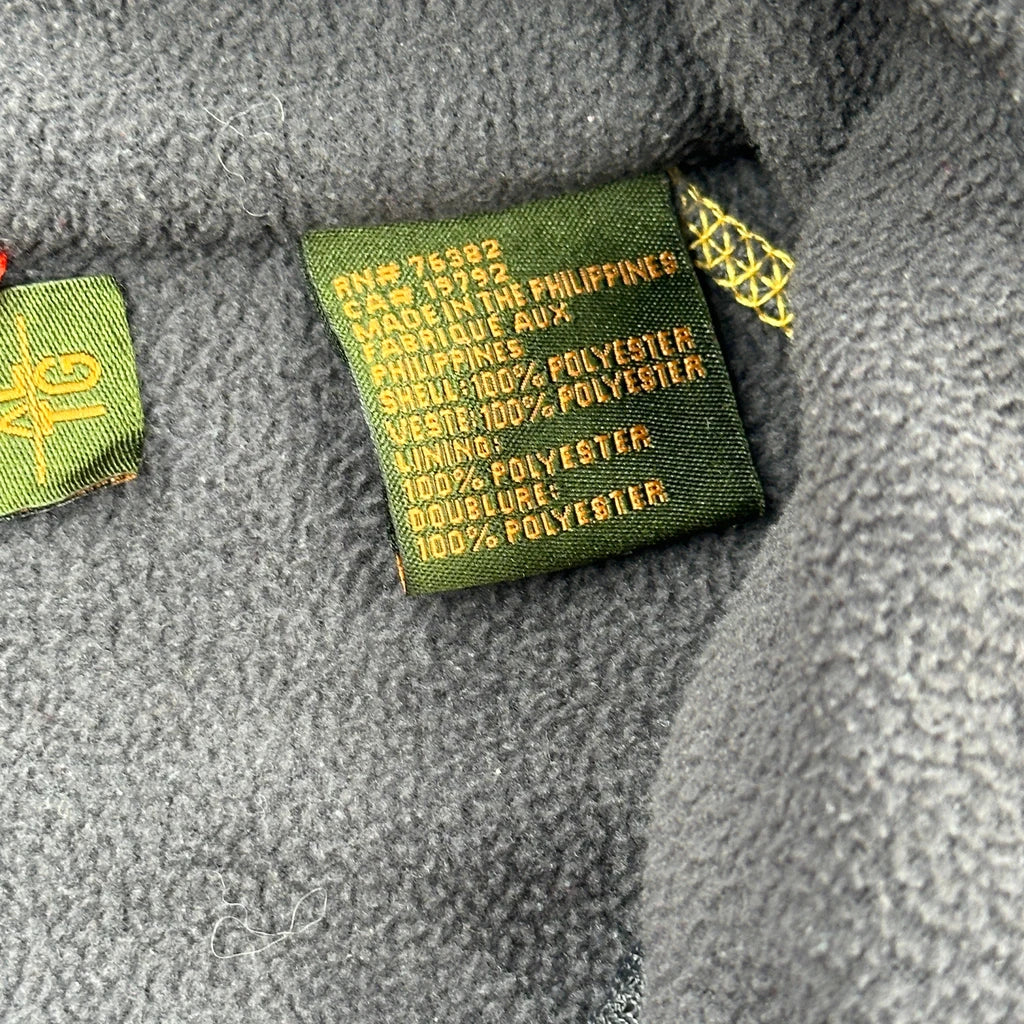 RN# 76382
CA# 19792
MADE IN THE PHILIPPINES
FABRIQUE AUX
PHILIPPINES
SHELL:100% POLYESTER
VESTE:100% POLYESTER
LINING:
100% POLYESTER
DOUBLURE:
100% POLYESTER